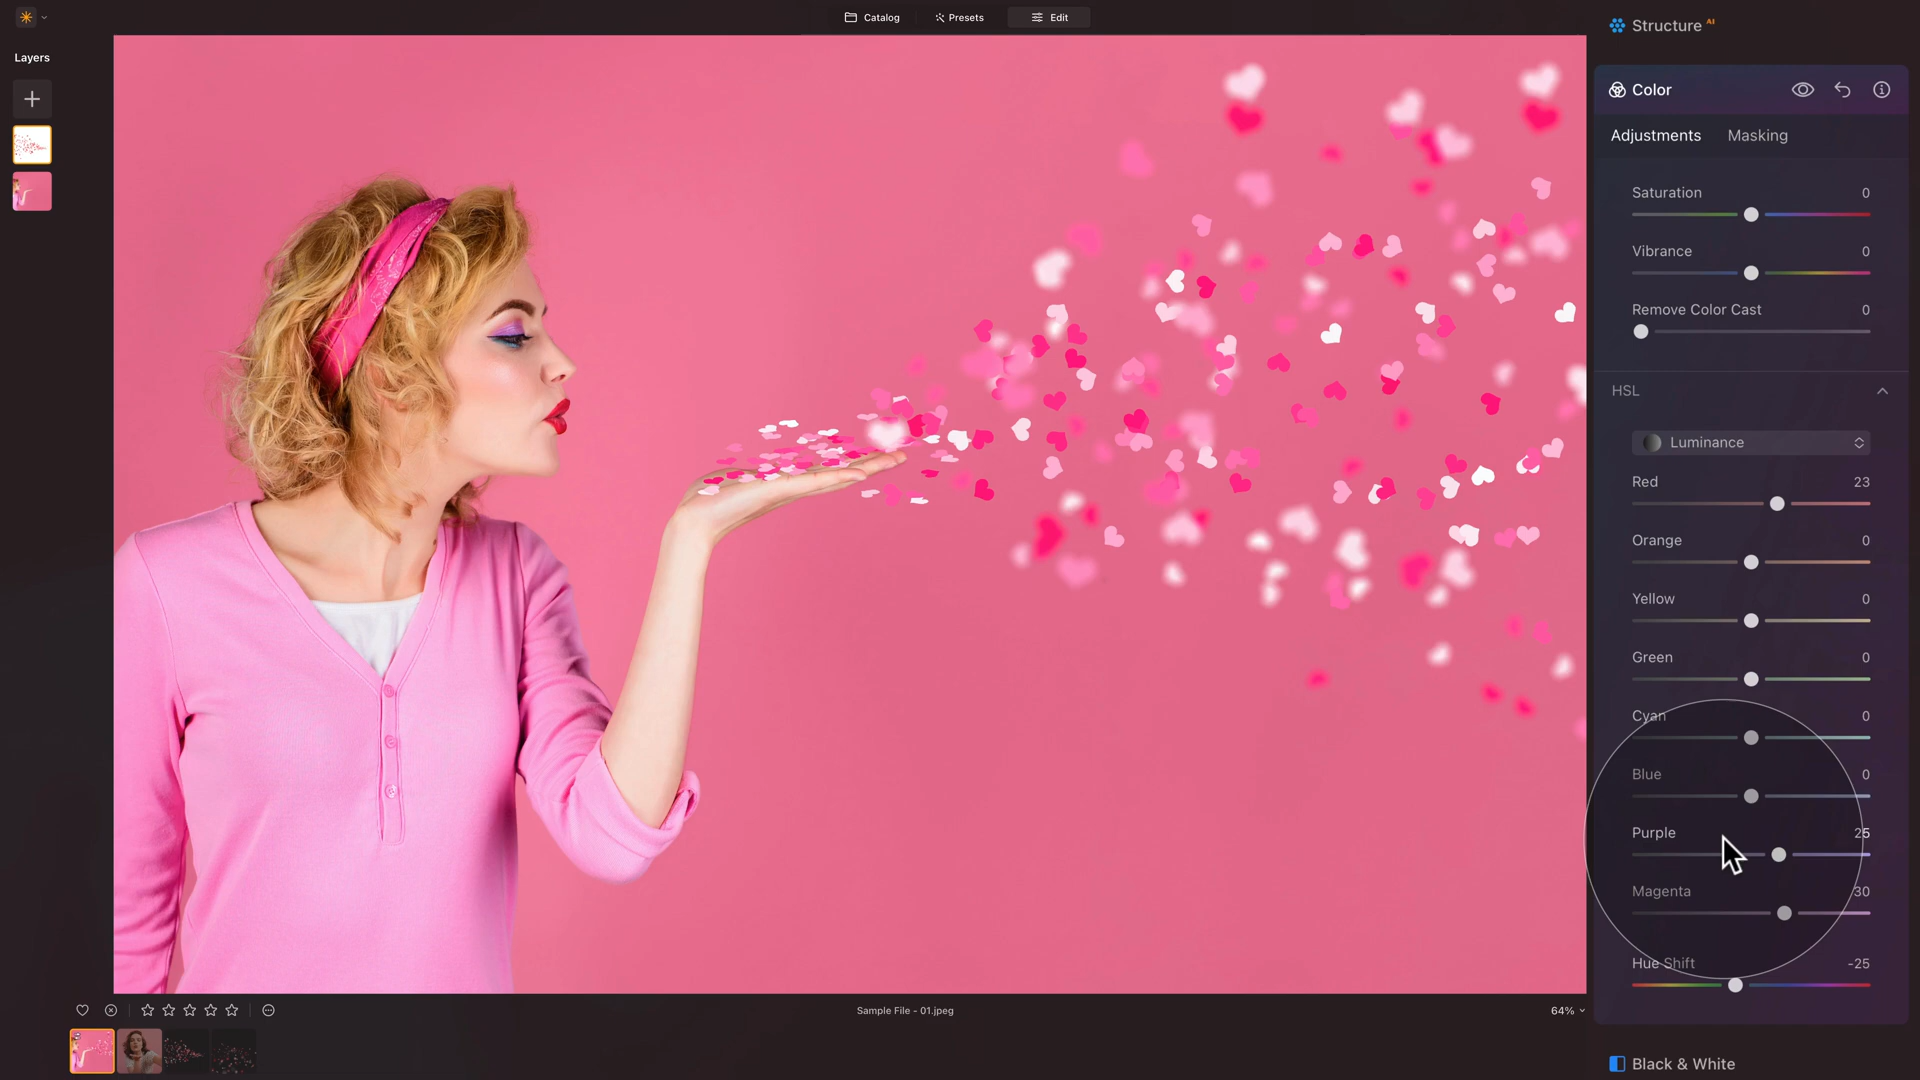 Catalog
Presets
Edit
Structure AI
Layers
Color
Adjustments
Masking
Saturation 0
Vibrance 0
Remove Color Cast 0
HSL
Luminance
Red 23
Orange 0
Yellow 0
Green 0
Cyan 0
Blue 0
Purple 25
Magenta 30
Hue Shift -25
Sample File - 01.jpeg
64%
Black & White